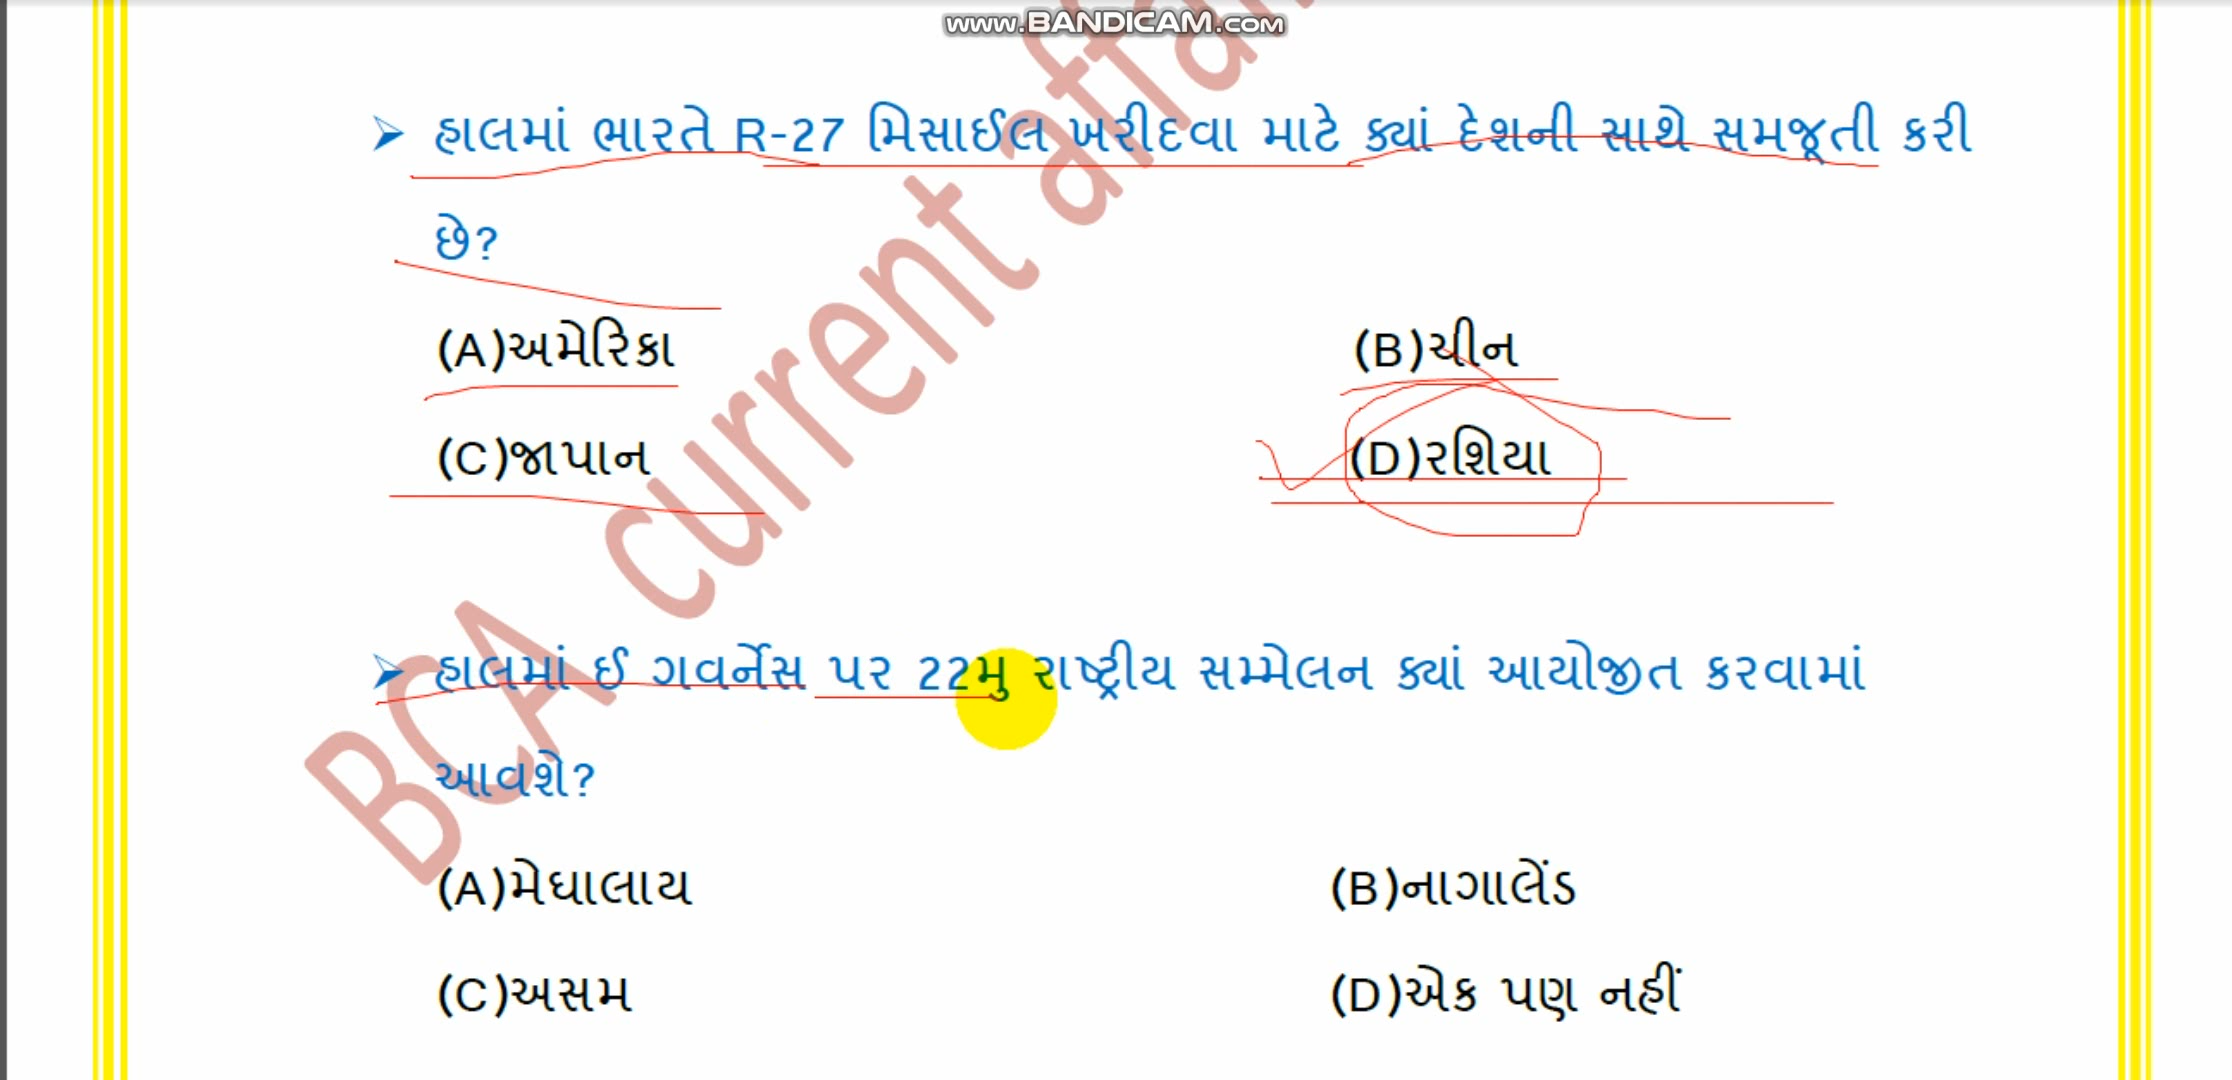 www.BANDICAM.com
➢ હાલમાં ભારતે R-27 મિસાઈલ ખરીદવા માટે ક્યાં દેશની સાથે સમજૂતી કરી
છે?
(A)અમેરિકા (B)ચીન
(C)જાપાન (D)રશિયા
➢ હાલમાં ઈ ગવર્નેસ પર 22મુ રાષ્ટ્રીય સમ્મેલન ક્યાં આયોજીત કરવામાં
આવશે?
(A)મેઘાલાય (B)નાગાલેંડ
(C)અસમ (D)એક પણ નહીં
BCA current affair